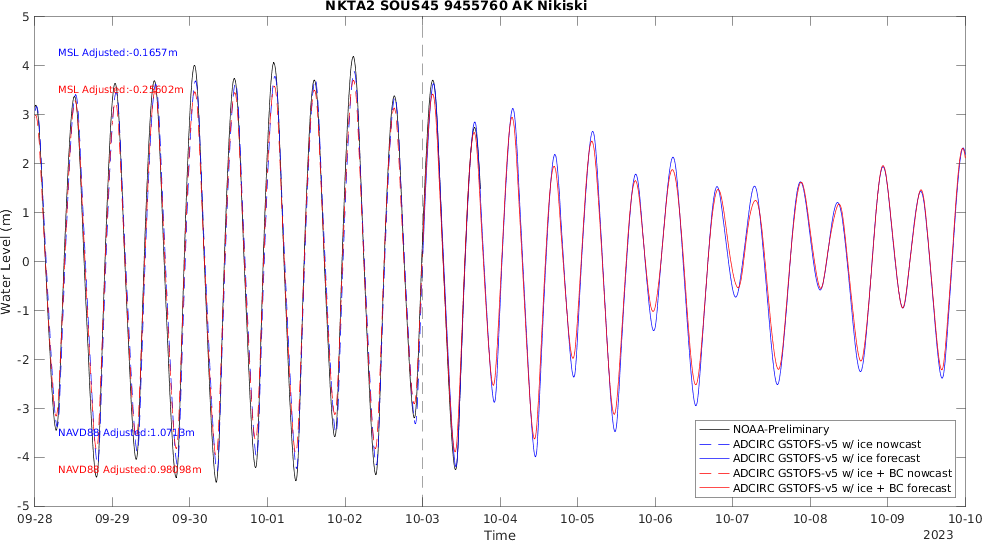 NKTA2 SOUS45 9455760 AK Nikiski
5
4
3
2
1
0
-1
-2
-3
-4
-5
Water Level (m)
MSL Adjusted:-0.1657m
MSL Adjusted:-0.25602m
NAVD88 Adjusted:1.0713m
NAVD88 Adjusted:0.98098m
NOAA-Preliminary
ADCIRC GSTOFS-v5 w/ ice nowcast
ADCIRC GSTOFS-v5 w/ ice forecast
ADCIRC GSTOFS-v5 w/ ice + BC nowcast
ADCIRC GSTOFS-v5 w/ ice + BC forecast
09-28 09-29 09-30 10-01 10-02 10-03 10-04 10-05 10-06 10-07 10-08 10-09 10-10
Time
2023